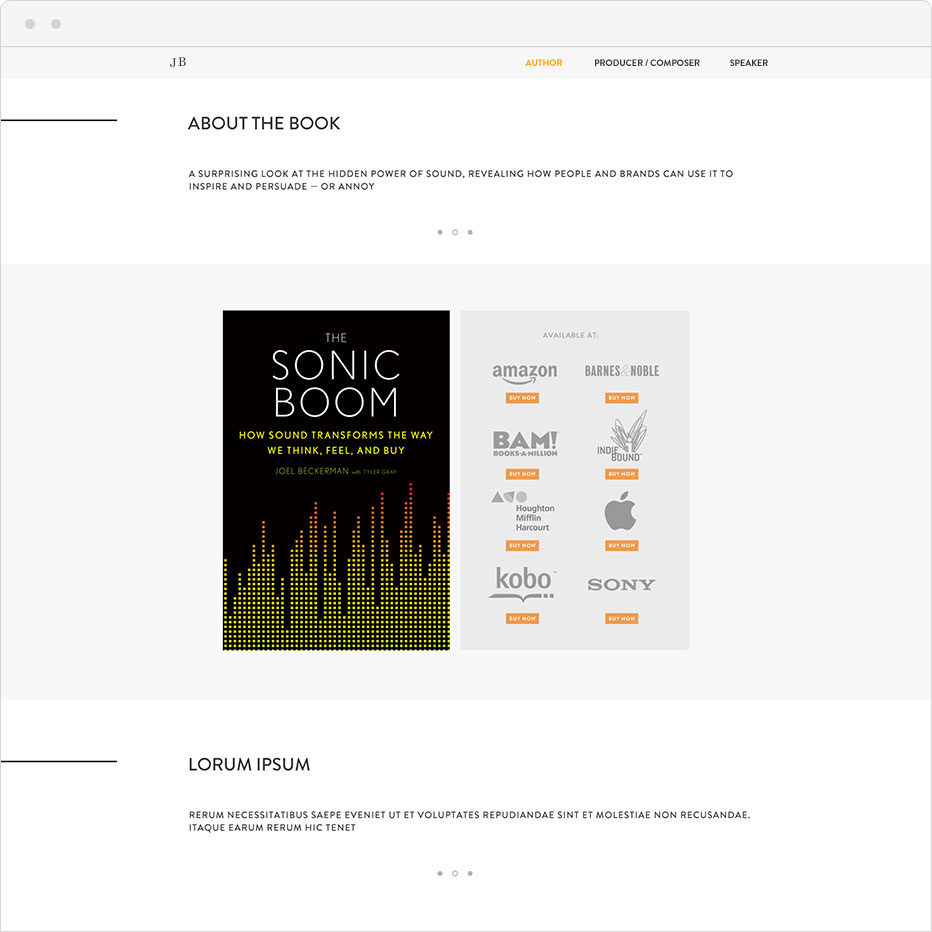 JB
AUTHOR
PRODUCER / COMPOSER
SPEAKER
ABOUT THE BOOK
A SURPRISING LOOK AT THE HIDDEN POWER OF SOUND, REVEALING HOW PEOPLE AND BRANDS CAN USE IT TO
INSPIRE AND PERSUADE — OR ANNOY
THE
SONIC
BOOM
HOW SOUND TRANSFORMS THE WAY
WE THINK, FEEL, AND BUY
JOEL BECKERMAN with TYLER GRAY
AVAILABLE AT:
amazon
BUY NOW
BARNES&NOBLE
BUY NOW
BAM!
BOOKS·A·MILLION
BUY NOW
INDIE
BOUND
BUY NOW
Houghton
Mifflin
Harcourt
BUY NOW
BUY NOW
kobo
BUY NOW
SONY
BUY NOW
LORUM IPSUM
RERUM NECESSITATIBUS SAEPE EVENIET UT ET VOLUPTATES REPUDIANDAE SINT ET MOLESTIAE NON RECUSANDAE.
ITAQUE EARUM RERUM HIC TENET